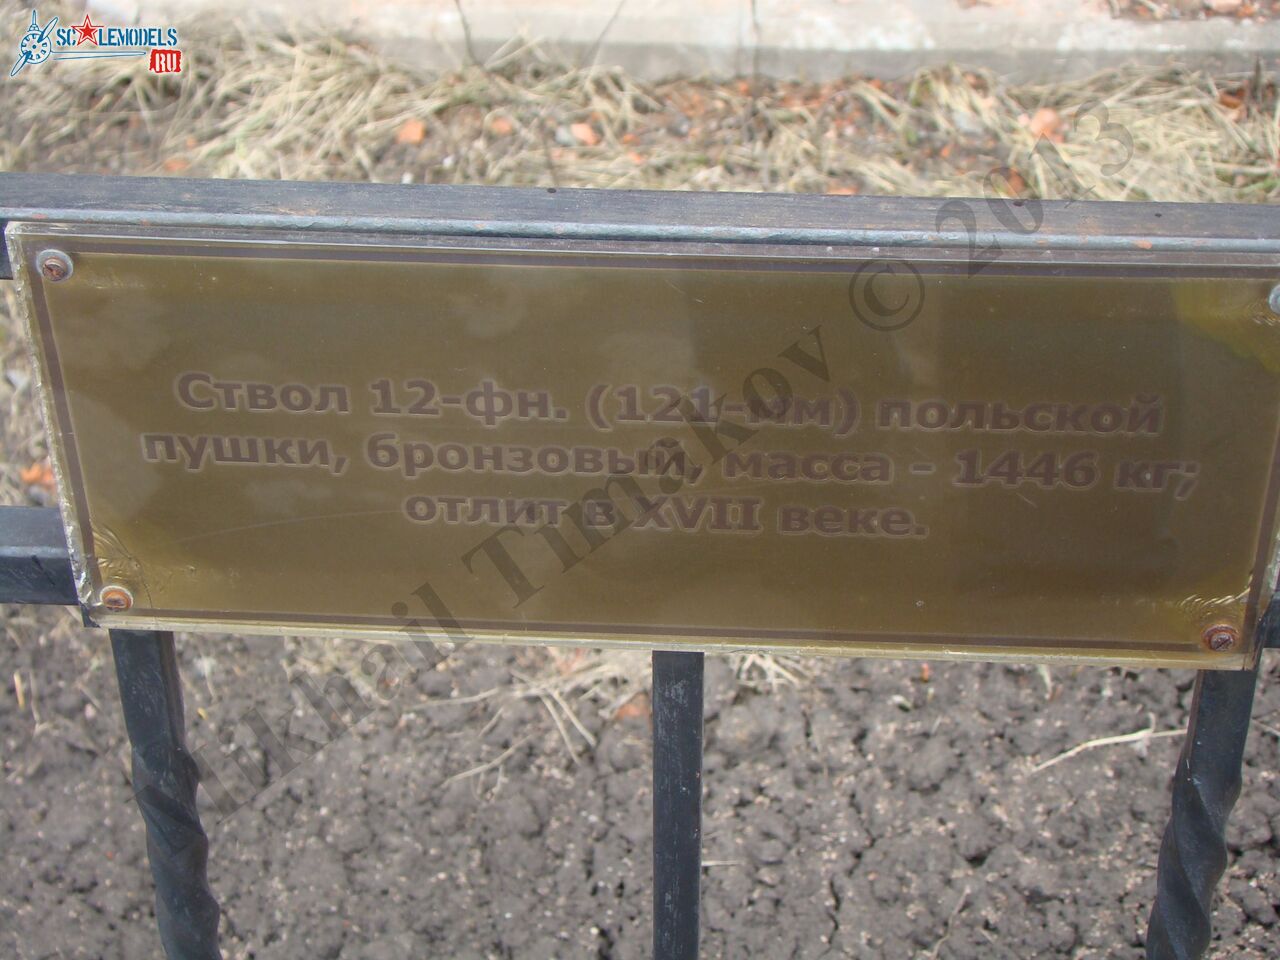 SCALEMODELS
RU
Ствол 12-фн. (121-мм) польской
пушки, бронзовый, масса - 1446 кг;
отлит в XVII веке.
Mikhail Timakov © 2013